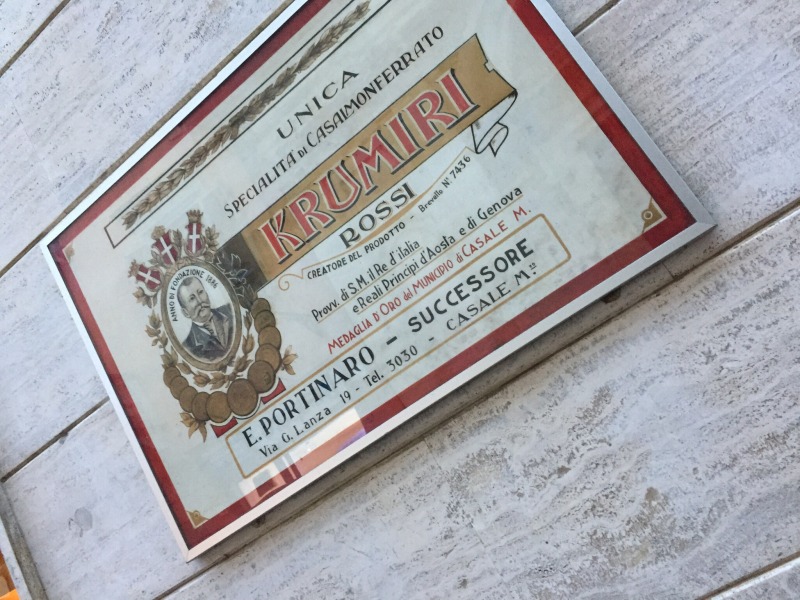 UNICA
SPECIALITA' DI CASALMONFERRATO
KRUMIRI
ROSSI
CREATORE DEL PRODOTTO - Brevetto N. 7436
Provv. di S. M. il Re d'italia
e Reali Principi d'Aosta e di Genova
MEDAGLIA D'ORO del MUNICIPIO di CASALE M.
ANNO DI FONDAZIONE 1884
E. PORTINARO - SUCCESSORE
Via G. Lanza 19 - Tel. 3030 - CASALE M.to